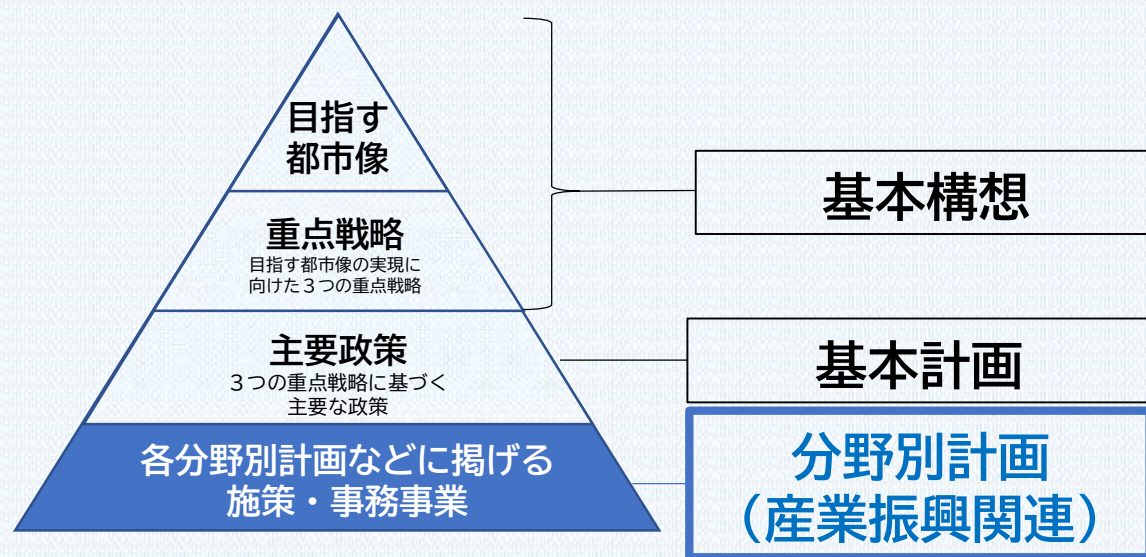 目指す
都市像
重点戦略
目指す都市像の実現に
向けた３つの重点戦略
基本構想
主要政策
３つの重点戦略に基づく
主要な政策
基本計画
各分野別計画などに掲げる
施策・事務事業
分野別計画
（産業振興関連）